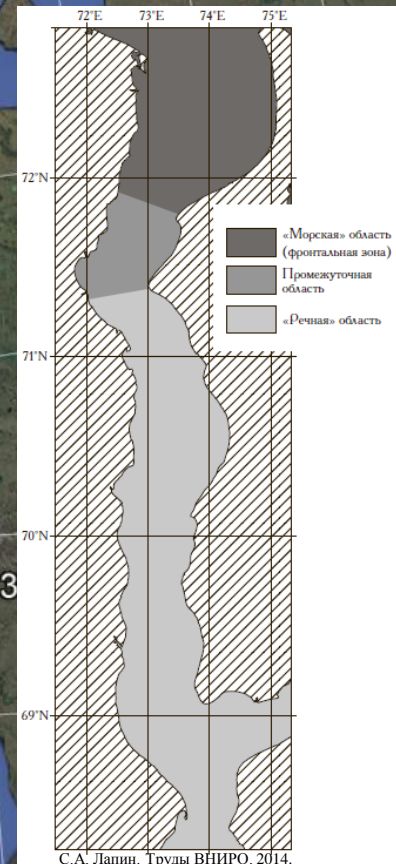 72°E 73°E 74°E 75°E
72°N
«Морская» область
(фронтальная зона)
Промежуточная
область
«Речная» область
71°N
70°N
3
69°N
С.А. Лапин. Труды ВНИРО. 2014.